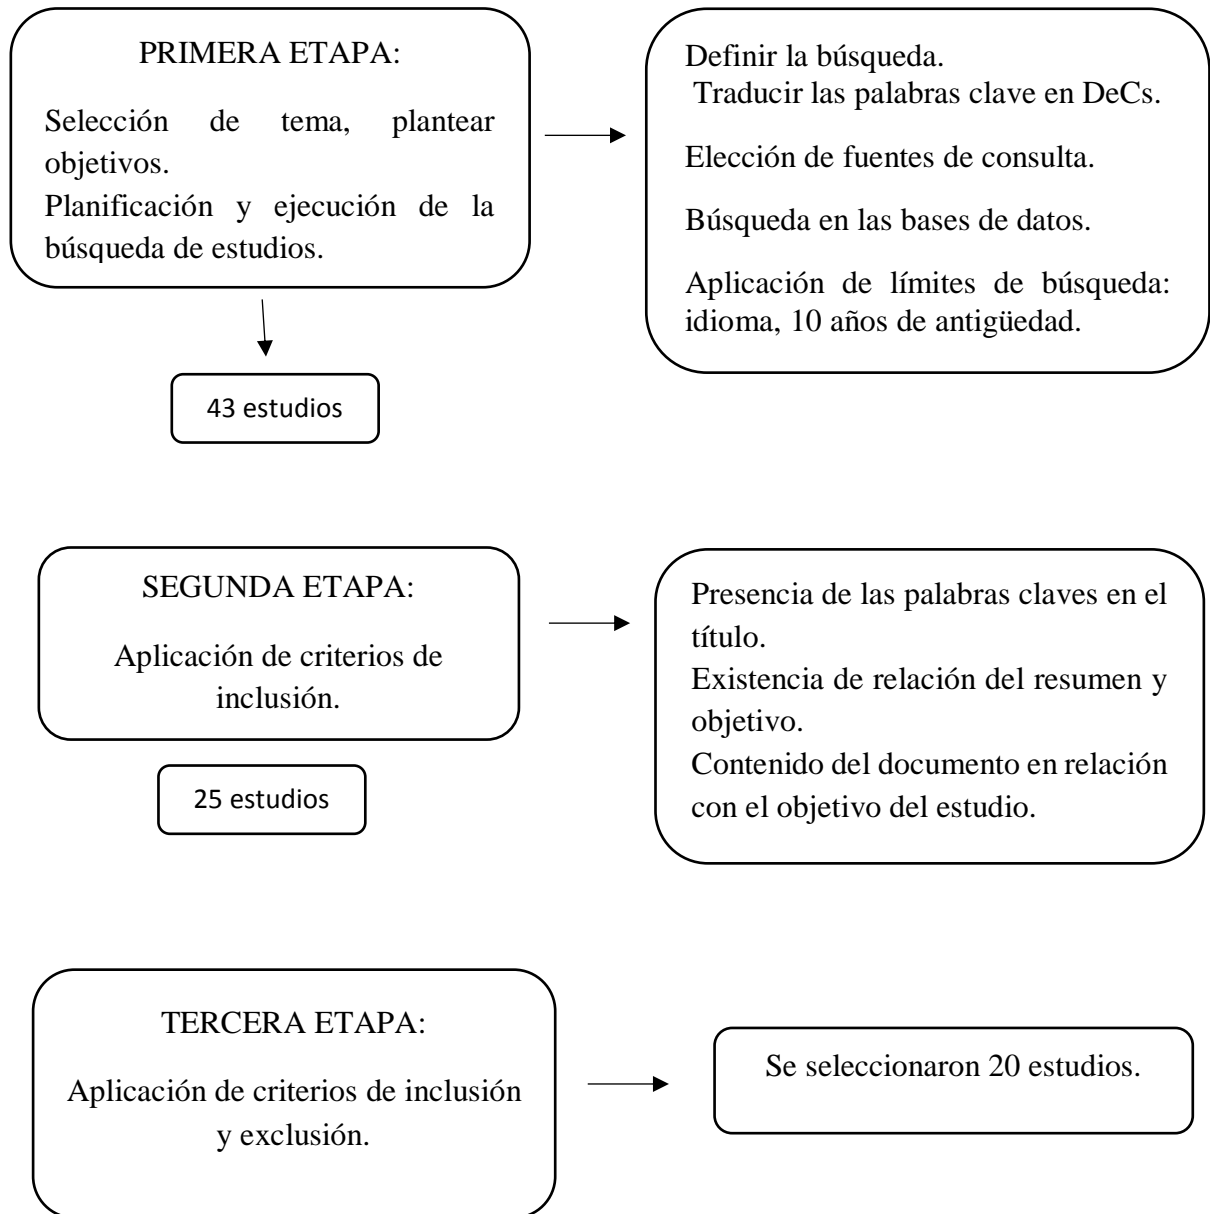 PRIMERA ETAPA:
Selección de tema, plantear
objetivos.
Planificación y ejecución de la
búsqueda de estudios.
Definir la búsqueda.
Traducir las palabras clave en DeCs.
Elección de fuentes de consulta.
Búsqueda en las bases de datos.
Aplicación de límites de búsqueda:
idioma, 10 años de antigüedad.
43 estudios
SEGUNDA ETAPA:
Aplicación de criterios de
inclusión.
25 estudios
Presencia de las palabras claves en el
título.
Existencia de relación del resumen y
objetivo.
Contenido del documento en relación
con el objetivo del estudio.
TERCERA ETAPA:
Aplicación de criterios de inclusión
y exclusión.
Se seleccionaron 20 estudios.